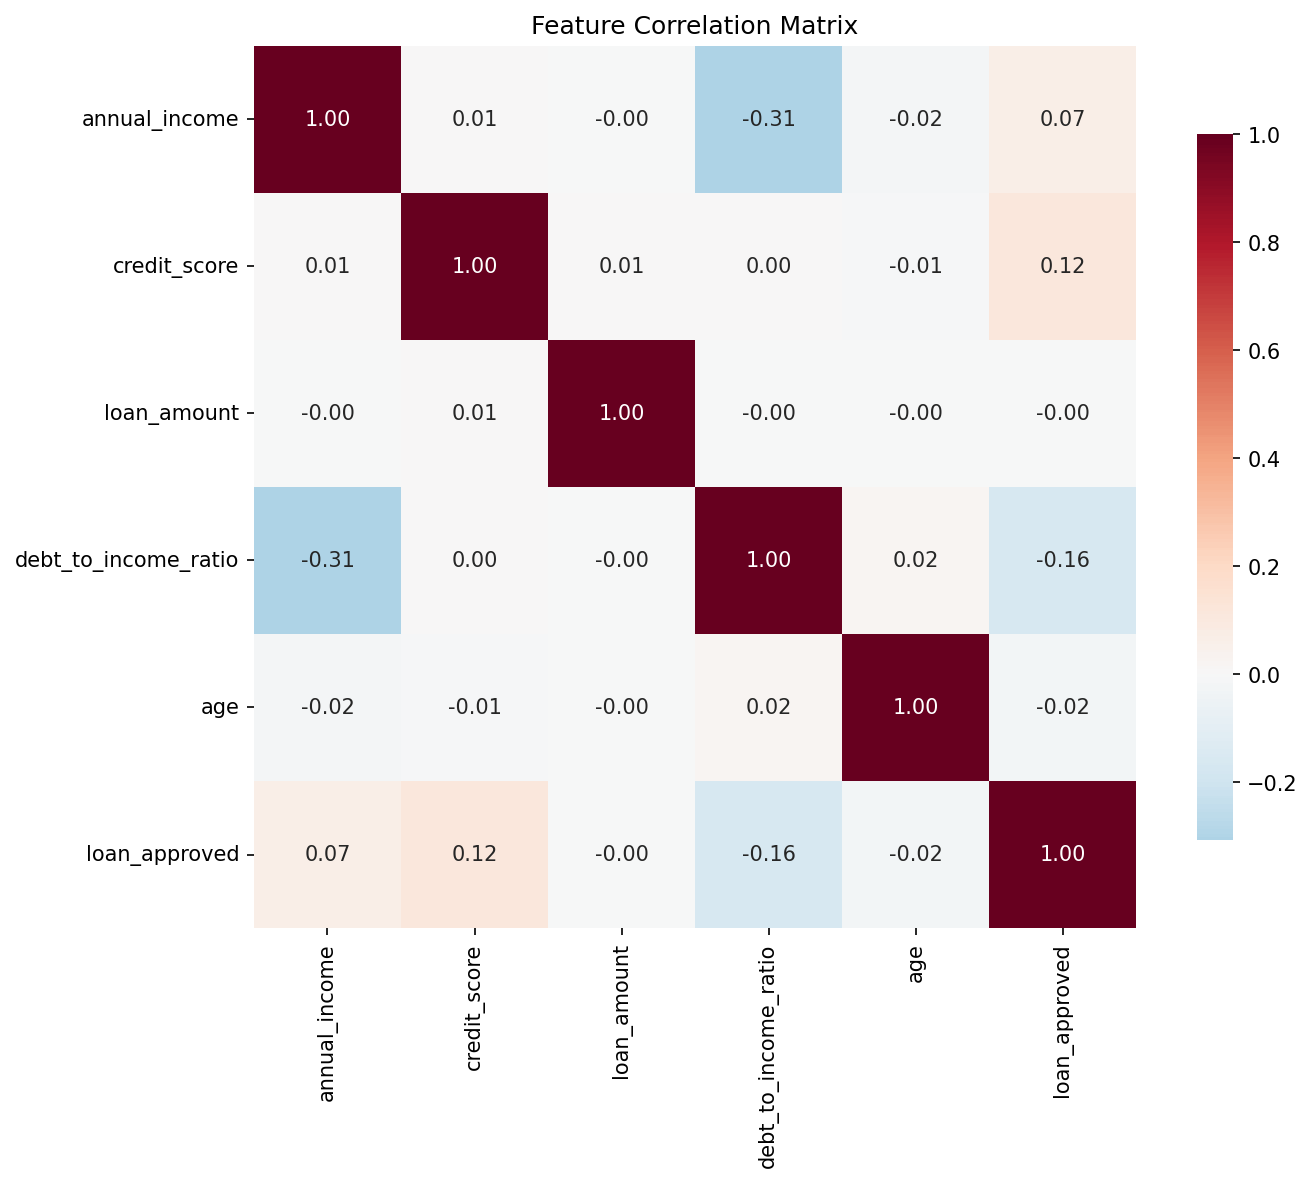 Feature Correlation Matrix
annual_income 1.00 0.01 -0.00 -0.31 -0.02 0.07
credit_score 0.01 1.00 0.01 0.00 -0.01 0.12
loan_amount -0.00 0.01 1.00 -0.00 -0.00 -0.00
debt_to_income_ratio -0.31 0.00 -0.00 1.00 0.02 -0.16
age -0.02 -0.01 -0.00 0.02 1.00 -0.02
loan_approved 0.07 0.12 -0.00 -0.16 -0.02 1.00
annual_income
credit_score
loan_amount
debt_to_income_ratio
age
loan_approved
1.0
0.8
0.6
0.4
0.2
0.0
−0.2